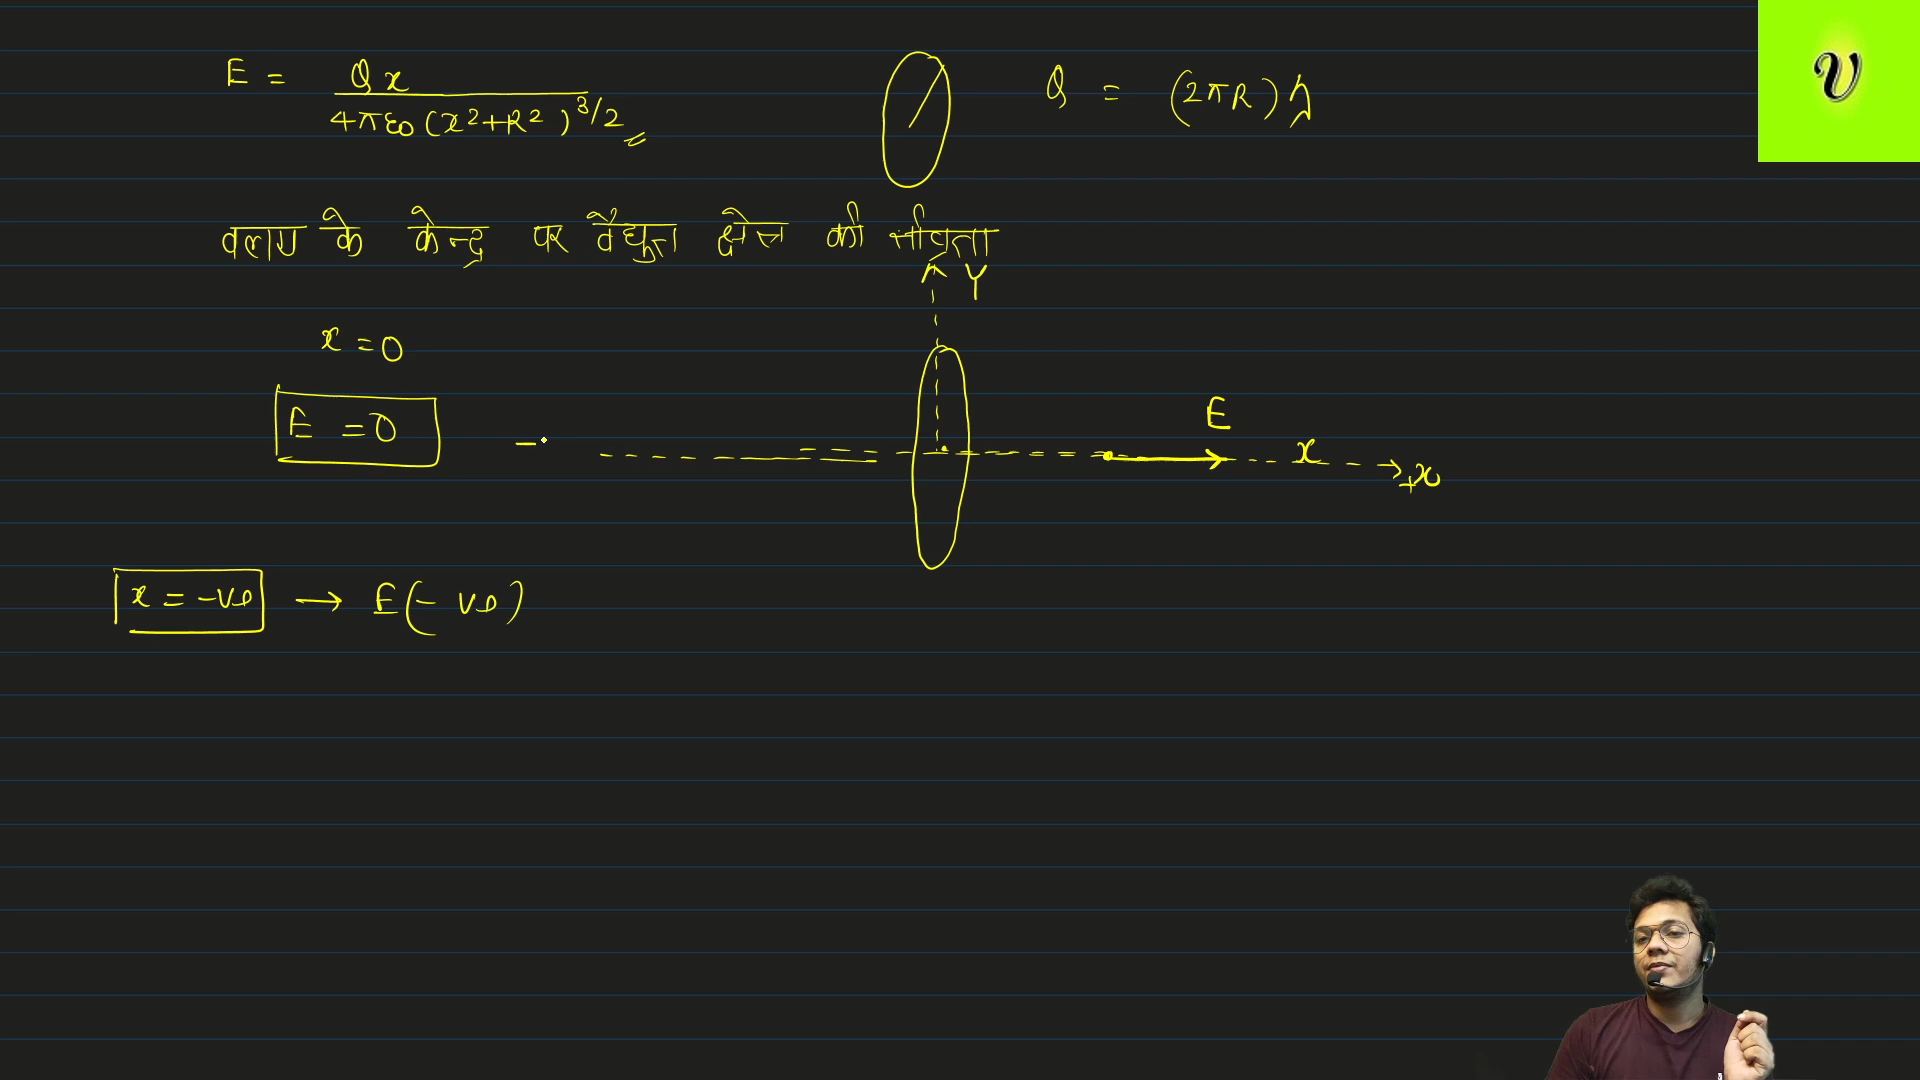 E = Qx / 4πε0 (x²+R²)^3/2
Q = (2πR) λ
वलय के केन्द्र पर वैद्युत क्षेत्र की तीव्रता
Y
x = 0
E
E = 0
-
x
+x
x = -ve → E(-ve)
υ